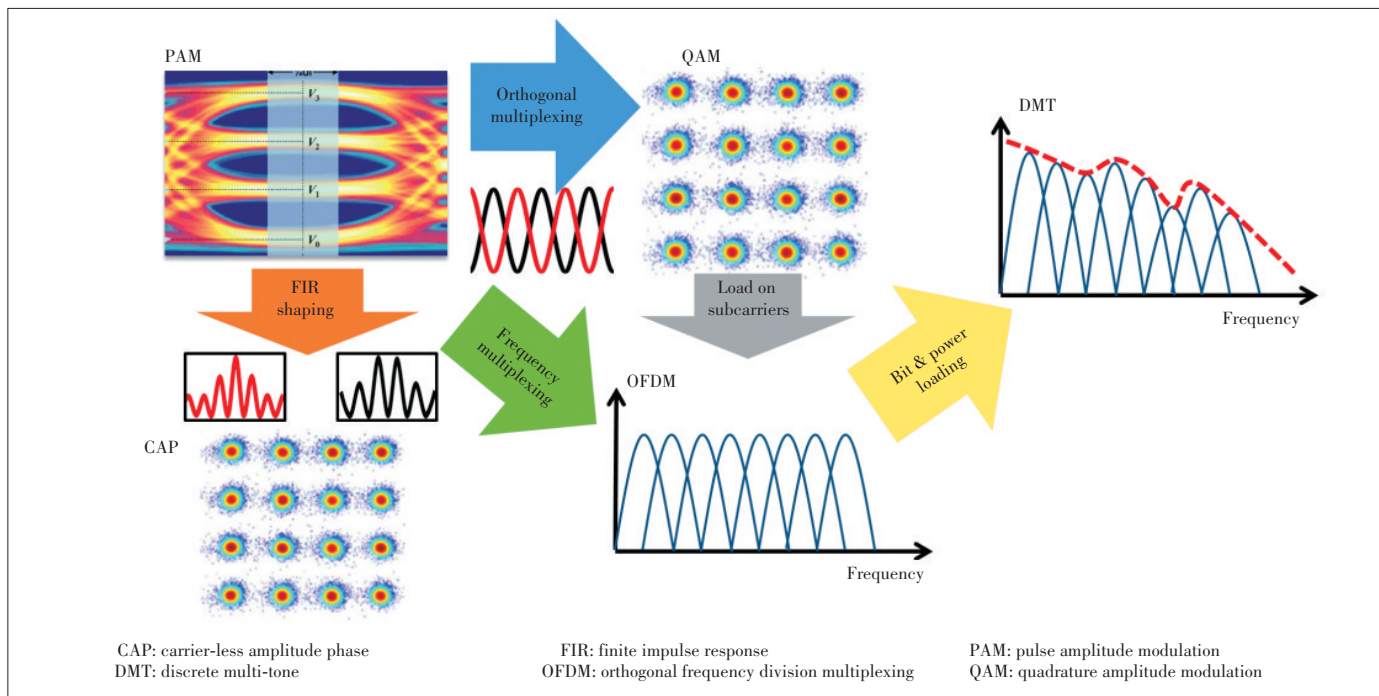 PAM
QAM
V3
V2
V1
V0
Orthogonal
multiplexing
DMT
Frequency
FIR
shaping
Load on
subcarriers
Frequency
multiplexing
Bit & power
loading
OFDM
Frequency
CAP
CAP: carrier-less amplitude phase
FIR: finite impulse response
PAM: pulse amplitude modulation
DMT: discrete multi-tone
OFDM: orthogonal frequency division multiplexing
QAM: quadrature amplitude modulation